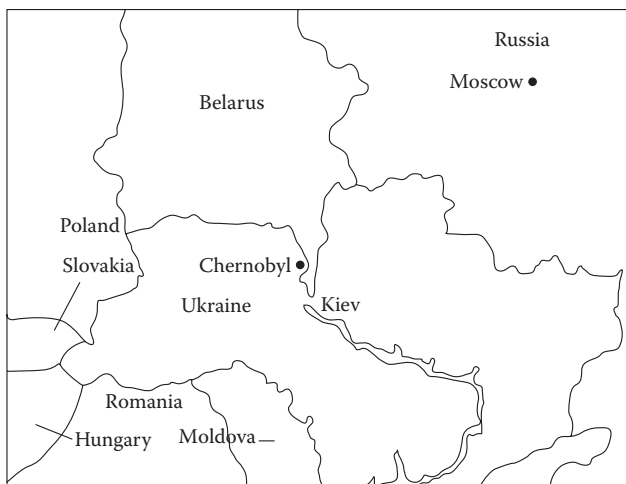 Russia
Moscow
Belarus
Poland
Slovakia
Chernobyl
Ukraine
Kiev
Romania
Hungary
Moldova